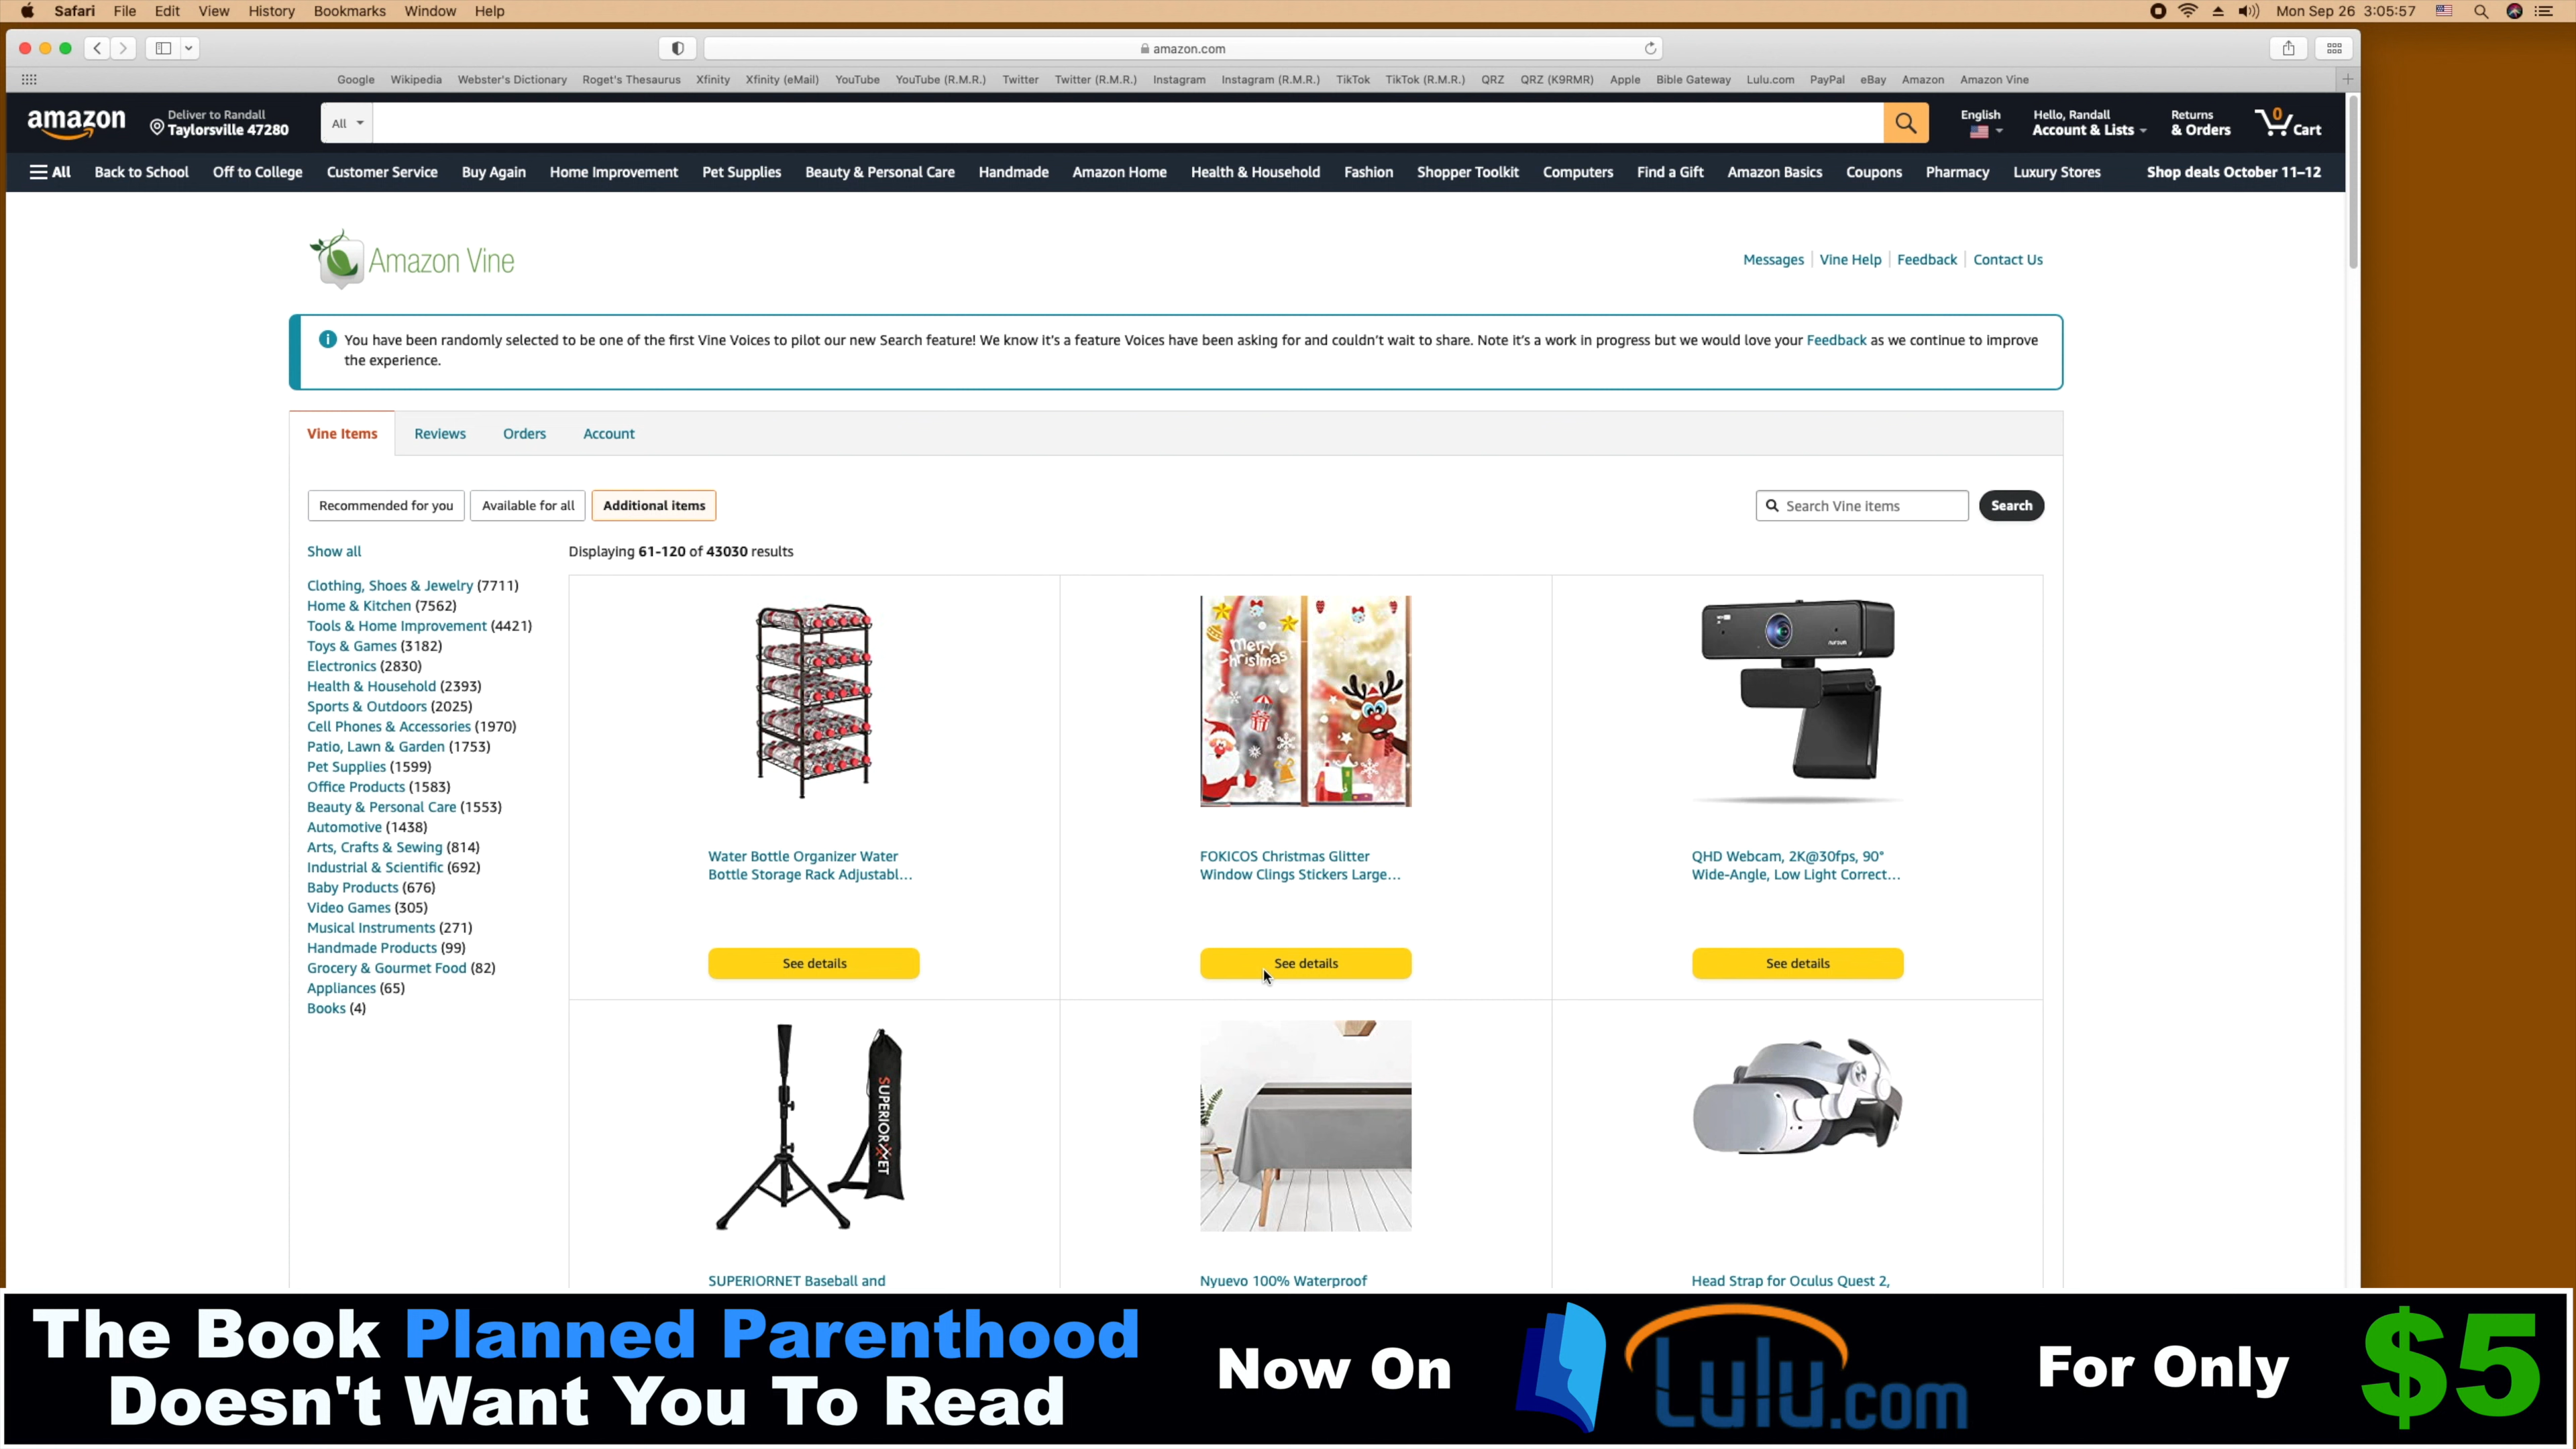 Safari File Edit View History Bookmarks Window Help
Mon Sep 26 3:05:57
amazon.com
Google Wikipedia Webster's Dictionary Roget's Thesaurus Xfinity Xfinity (eMail) YouTube YouTube (R.M.R.) Twitter Twitter (R.M.R.) Instagram Instagram (R.M.R.) TikTok TikTok (R.M.R.) QRZ QRZ (K9RMR) Apple Bible Gateway Lulu.com PayPal eBay Amazon Amazon Vine
amazon
Deliver to Randall
Taylorsville 47280
All
English
Hello, Randall
Account & Lists
Returns
& Orders
0
Cart
All Back to School Off to College Customer Service Buy Again Home Improvement Pet Supplies Beauty & Personal Care Handmade Amazon Home Health & Household Fashion Shopper Toolkit Computers Find a Gift Amazon Basics Coupons Pharmacy Luxury Stores Shop deals October 11–12
Amazon Vine
Messages Vine Help Feedback Contact Us
You have been randomly selected to be one of the first Vine Voices to pilot our new Search feature! We know it's a feature Voices have been asking for and couldn't wait to share. Note it's a work in progress but we would love your Feedback as we continue to improve
the experience.
Vine Items Reviews Orders Account
Recommended for you Available for all Additional items
Search Vine items Search
Show all
Displaying 61-120 of 43030 results
Clothing, Shoes & Jewelry (7711)
Home & Kitchen (7562)
Tools & Home Improvement (4421)
Toys & Games (3182)
Electronics (2830)
Health & Household (2393)
Sports & Outdoors (2025)
Cell Phones & Accessories (1970)
Patio, Lawn & Garden (1753)
Pet Supplies (1599)
Office Products (1583)
Beauty & Personal Care (1553)
Automotive (1438)
Arts, Crafts & Sewing (814)
Industrial & Scientific (692)
Baby Products (676)
Video Games (305)
Musical Instruments (271)
Handmade Products (99)
Grocery & Gourmet Food (82)
Appliances (65)
Books (4)
Merry
Christmas
Water Bottle Organizer Water
Bottle Storage Rack Adjustabl...
See details
FOKICOS Christmas Glitter
Window Clings Stickers Large...
See details
QHD Webcam, 2K@30fps, 90°
Wide-Angle, Low Light Correct...
See details
SUPERIORNET
SUPERIORNET Baseball and
Nyuevo 100% Waterproof
Head Strap for Oculus Quest 2,
The Book Planned Parenthood
Doesn't Want You To Read
Now On
Lulu.com
For Only
$5